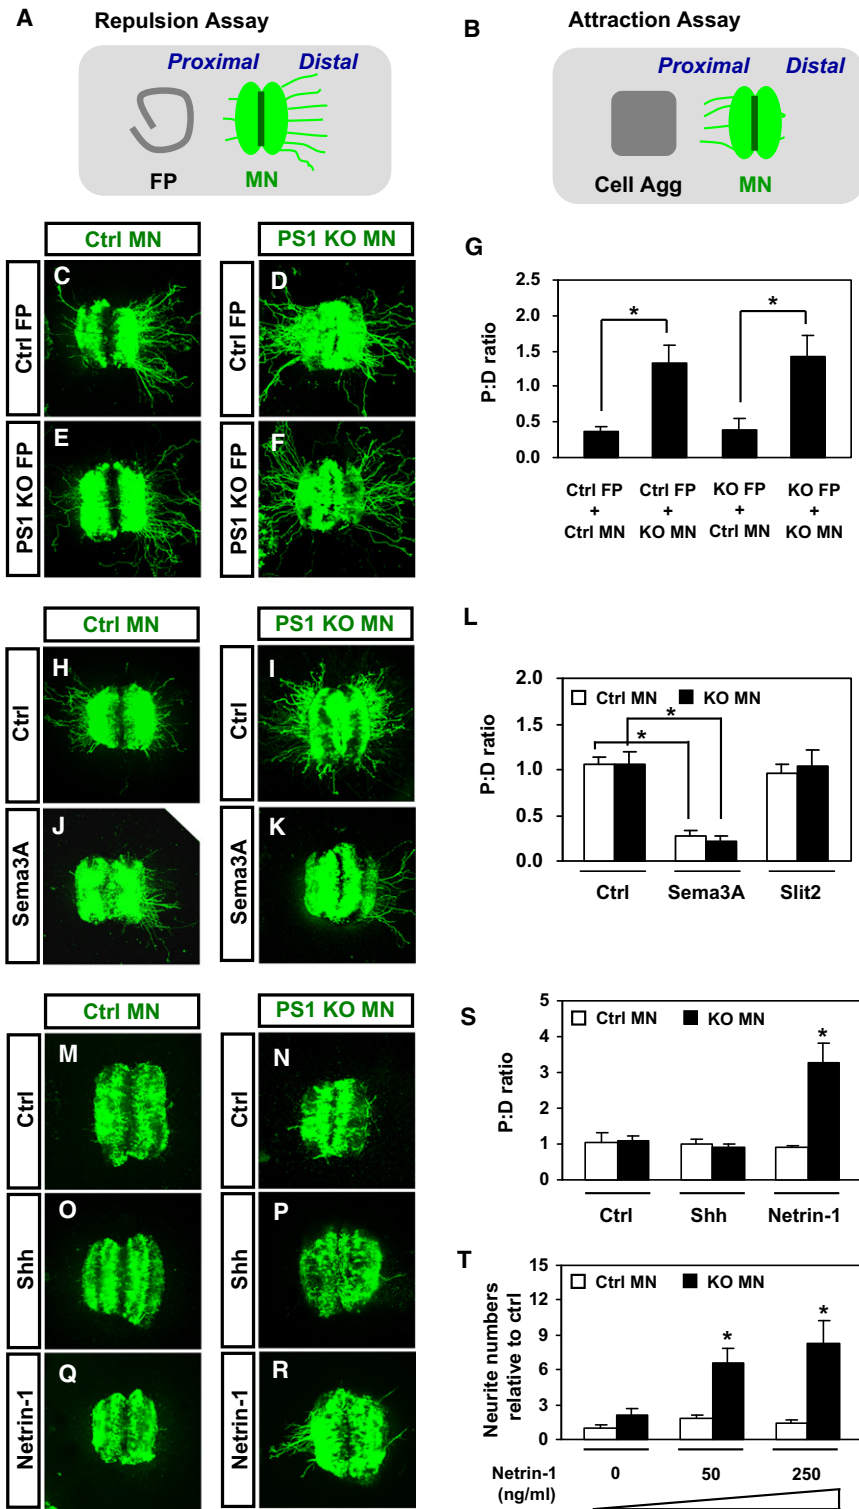 A Repulsion Assay
Proximal Distal
FP MN
B Attraction Assay
Proximal Distal
Cell Agg MN
Ctrl MN PS1 KO MN
Ctrl FP C Ctrl FP D
PS1 KO FP E PS1 KO FP F
G
P:D ratio
2.5
2.0
1.5
1.0
0.5
0.0
* *
Ctrl FP Ctrl FP KO FP KO FP
+ + + +
Ctrl MN KO MN Ctrl MN KO MN
Ctrl MN PS1 KO MN
Ctrl H Ctrl I
Sema3A J Sema3A K
L
P:D ratio
2.0
1.5
1.0
0.5
0.0
Ctrl MN KO MN
*
*
Ctrl Sema3A Slit2
Ctrl MN PS1 KO MN
Ctrl M Ctrl N
Shh O Shh P
Netrin-1 Q Netrin-1 R
S
P:D ratio
5
4
3
2
1
0
Ctrl MN KO MN
*
Ctrl Shh Netrin-1
T
Neurite numbers
relative to ctrl
15
12
9
6
3
0
Ctrl MN KO MN
* *
Netrin-1 0 50 250
(ng/ml)